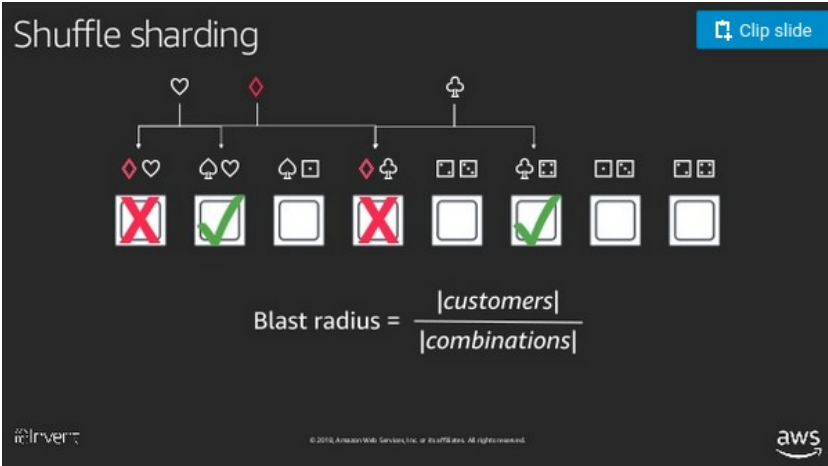 Shuffle sharding
Clip slide
Blast radius = |customers|
|combinations|
re:Invent
© 2018, Amazon Web Services, Inc. or its affiliates. All rights reserved.
aws